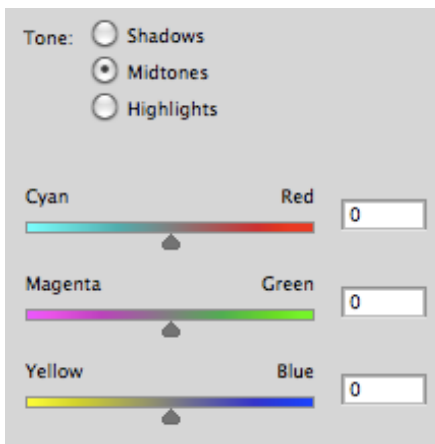 Tone: Shadows
Midtones
Highlights
Cyan Red 0
Magenta Green 0
Yellow Blue 0